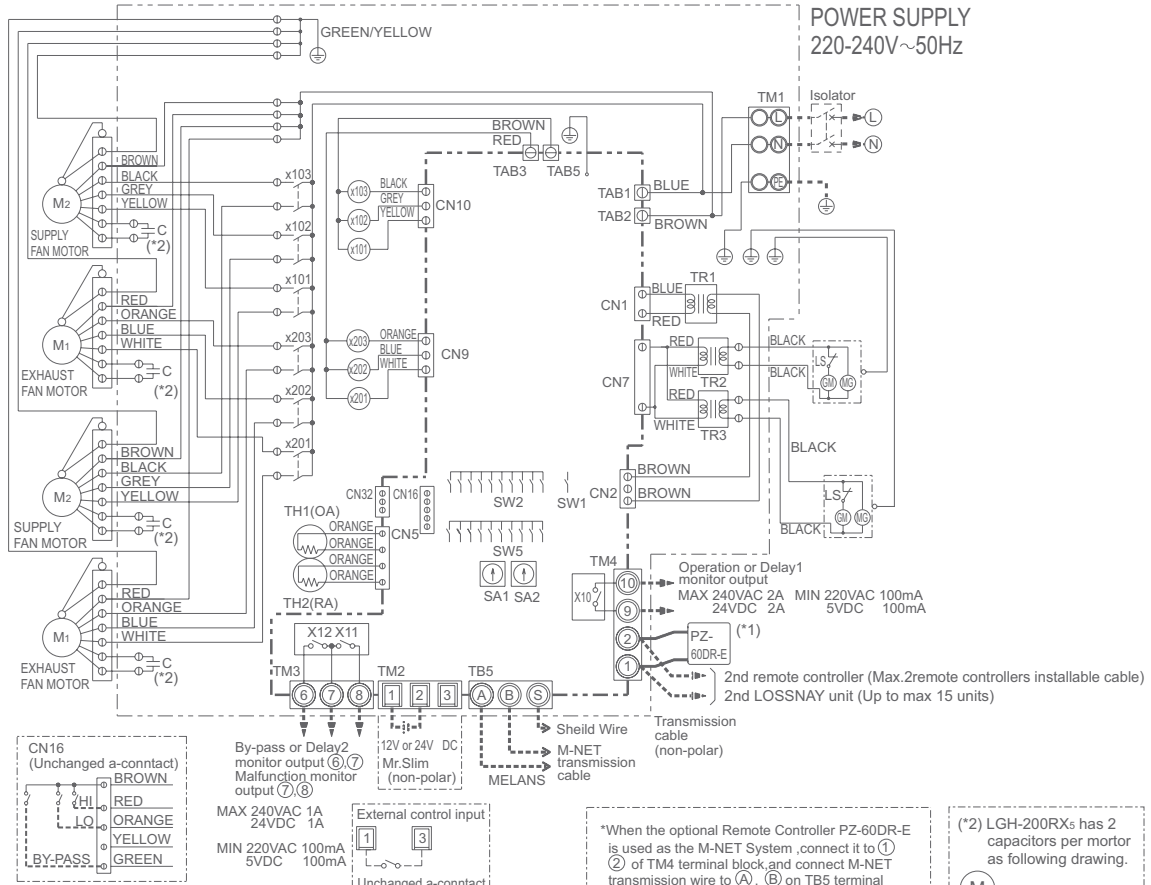 POWER SUPPLY
220-240V~50Hz
GREEN/YELLOW
TM1
Isolator
L
L
N
N
PE
BROWN
RED
TAB3
TAB5
TAB1
BLUE
TAB2
BROWN
BROWN
BLACK
GREY
YELLOW
M2
SUPPLY
FAN MOTOR
C
(*2)
x103
x102
x101
x203
x202
x201
x103
BLACK
x102
GREY
x101
YELLOW
CN10
RED
ORANGE
BLUE
WHITE
M1
EXHAUST
FAN MOTOR
C
(*2)
x203
ORANGE
x202
BLUE
x201
WHITE
CN9
CN1
BLUE
RED
TR1
CN7
RED
WHITE
TR2
RED
WHITE
TR3
BLACK
BLACK
BLACK
BLACK
LS
GM
MG
LS
GM
MG
CN2
BROWN
BROWN
BROWN
BLACK
GREY
YELLOW
M2
SUPPLY
FAN MOTOR
C
(*2)
CN32
CN16
CN5
TH1(OA)
ORANGE
ORANGE
ORANGE
ORANGE
TH2(RA)
SW2
SW1
SW5
SA1 SA2
RED
ORANGE
BLUE
WHITE
M1
EXHAUST
FAN MOTOR
C
(*2)
TM4
X10
10
9
2
1
Operation or Delay1
monitor output
MAX 240VAC 2A MIN 220VAC 100mA
24VDC 2A 5VDC 100mA
PZ-
60DR-E
(*1)
2nd remote controller (Max.2remote controllers installable cable)
2nd LOSSNAY unit (Up to max 15 units)
Transmission
cable
(non-polar)
X12 X11
TM3
6 7 8
TM2
1 2 3
TB5
A B S
Sheild Wire
M-NET
transmission
cable
MELANS
By-pass or Delay2
monitor output ⑥,⑦
Malfunction monitor
output ⑦,⑧
MAX 240VAC 1A
24VDC 1A
MIN 220VAC 100mA
5VDC 100mA
12V or 24V DC
Mr.Slim
(non-polar)
External control input
1 3
Unchanged a-conntact
CN16
(Unchanged a-conntact)
BROWN
HI
RED
LO
ORANGE
YELLOW
BY-PASS
GREEN
*When the optional Remote Controller PZ-60DR-E
is used as the M-NET System ,connect it to ①
② of TM4 terminal block,and connect M-NET
transmission wire to Ⓐ, Ⓑ on TB5 terminal
(*2) LGH-200RX5 has 2
capacitors per mortor
as following drawing.
M